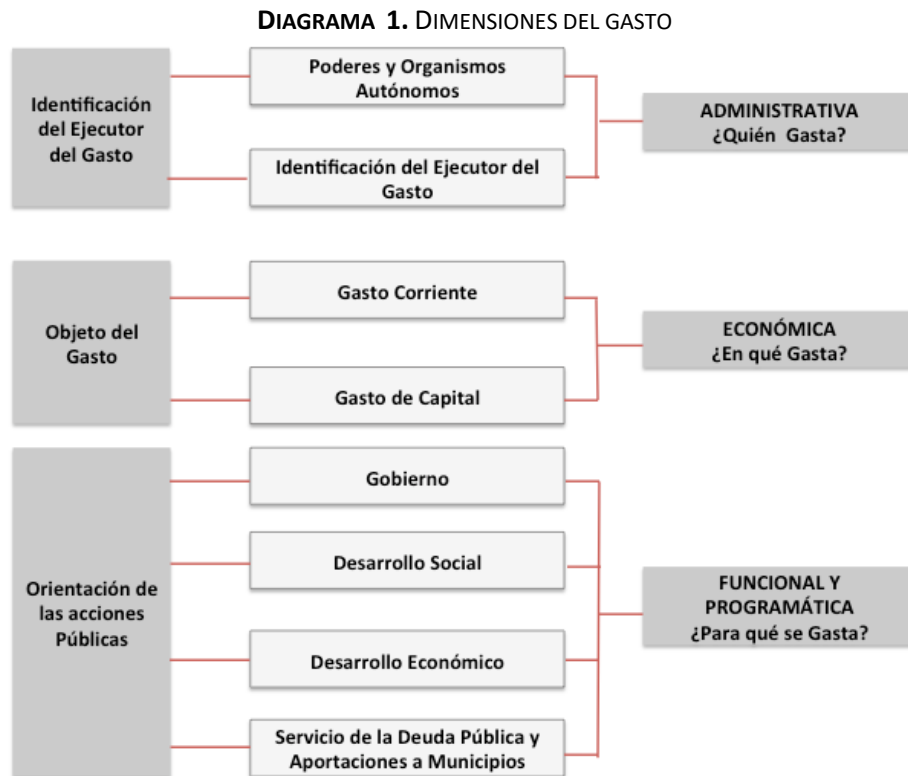 DIAGRAMA 1. DIMENSIONES DEL GASTO
Identificación
del Ejecutor
del Gasto
Poderes y Organismos
Autónomos
Identificación del Ejecutor del
Gasto
ADMINISTRATIVA
¿Quién Gasta?
Objeto del
Gasto
Gasto Corriente
Gasto de Capital
ECONÓMICA
¿En qué Gasta?
Orientación de
las acciones
Públicas
Gobierno
Desarrollo Social
Desarrollo Económico
Servicio de la Deuda Pública y
Aportaciones a Municipios
FUNCIONAL Y
PROGRAMÁTICA
¿Para qué se Gasta?